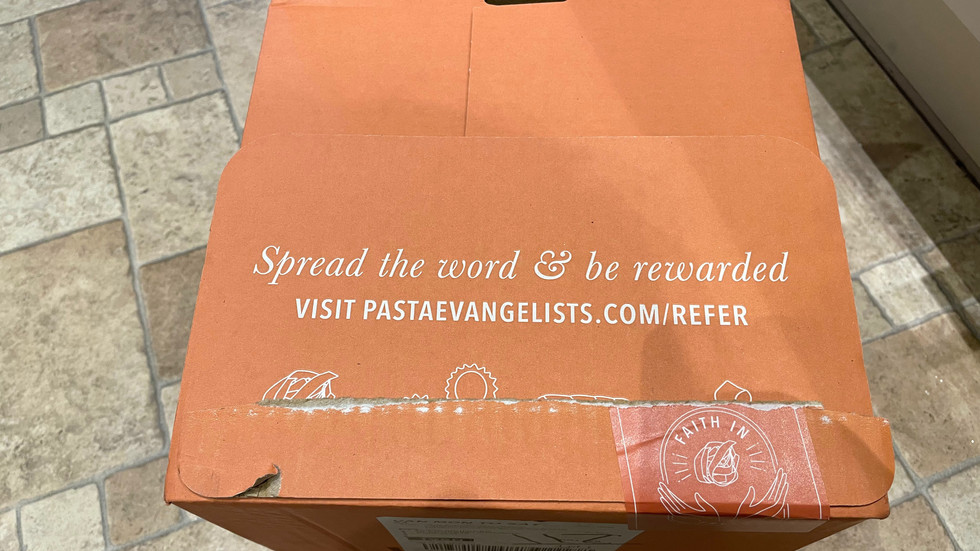 Spread the word & be rewarded
VISIT PASTAEVANGELISTS.COM/REFER
FAITH IN